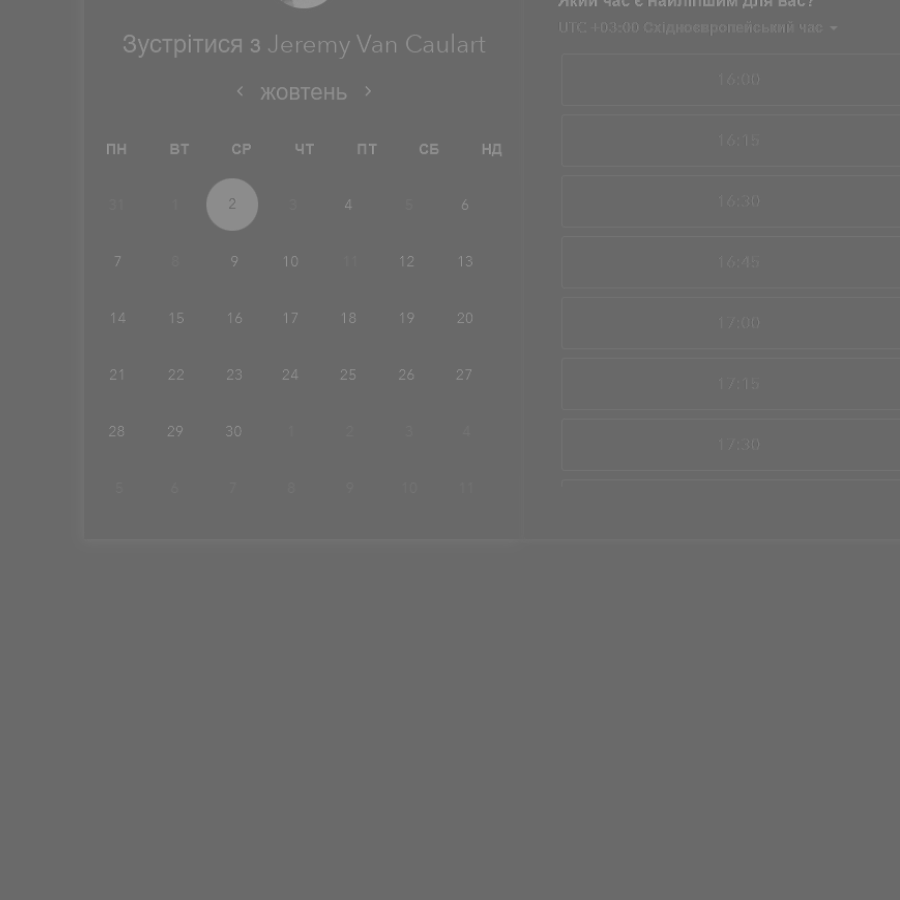 Зустрітися з Jeremy Van Caulart
жовтень
ПН ВТ СР ЧТ ПТ СБ НД
31 1 2 3 4 5 6
7 8 9 10 11 12 13
14 15 16 17 18 19 20
21 22 23 24 25 26 27
28 29 30 1 2 3 4
5 6 7 8 9 10 11
Який час є найліпшим для вас?
UTC +03:00 Східноєвропейський час
16:00
16:15
16:30
16:45
17:00
17:15
17:30